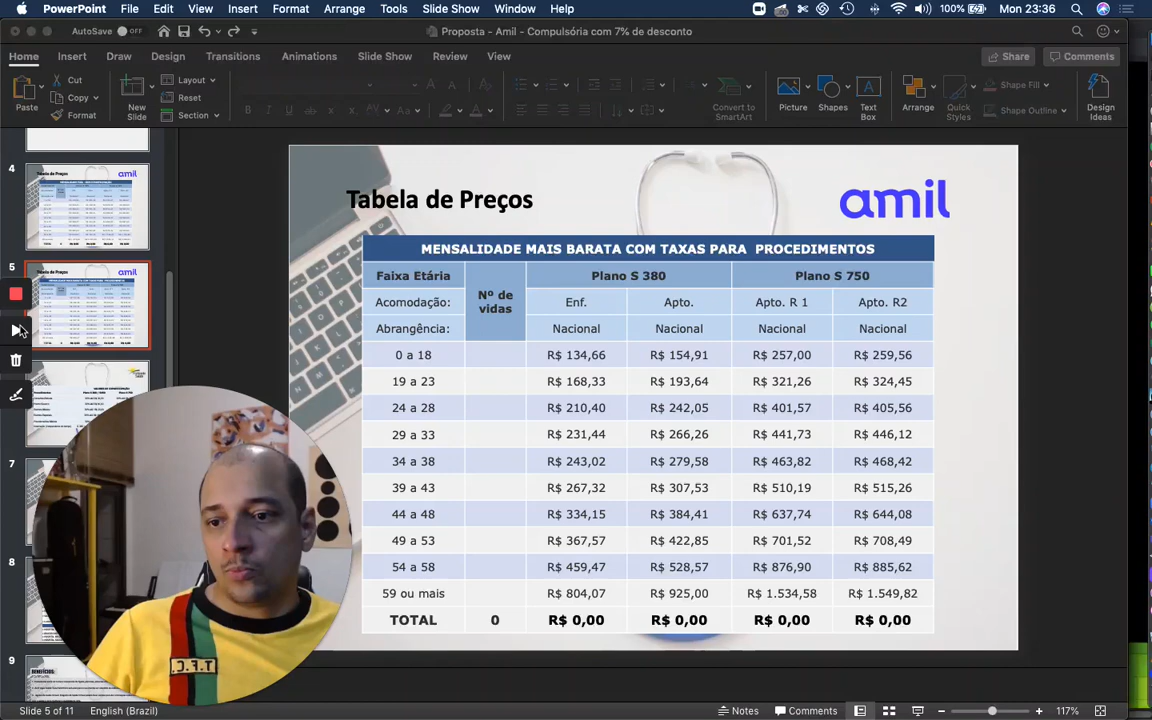 PowerPoint File Edit View Insert Format Arrange Tools Slide Show Window Help 100% Mon 23:36
AutoSave OFF Proposta - Amil - Compulsória com 7% de desconto
Home Insert Draw Design Transitions Animations Slide Show Review View Share Comments
Paste Cut Copy Format New Slide Layout Reset Section Convert to SmartArt Picture Shapes Text Box Arrange Quick Styles Shape Fill Shape Outline Design Ideas
4
Tabela de Preços amil
5
Tabela de Preços amil
7
8
9
Tabela de Preços
amil
MENSALIDADE MAIS BARATA COM TAXAS PARA PROCEDIMENTOS
Faixa Etária Nº de vidas Plano S 380 Plano S 750
Acomodação: Enf. Apto. Apto. R 1 Apto. R2
Abrangência: Nacional Nacional Nacional Nacional
0 a 18 R$ 134,66 R$ 154,91 R$ 257,00 R$ 259,56
19 a 23 R$ 168,33 R$ 193,64 R$ 321,26 R$ 324,45
24 a 28 R$ 210,40 R$ 242,05 R$ 401,57 R$ 405,56
29 a 33 R$ 231,44 R$ 266,26 R$ 441,73 R$ 446,12
34 a 38 R$ 243,02 R$ 279,58 R$ 463,82 R$ 468,42
39 a 43 R$ 267,32 R$ 307,53 R$ 510,19 R$ 515,26
44 a 48 R$ 334,15 R$ 384,41 R$ 637,74 R$ 644,08
49 a 53 R$ 367,57 R$ 422,85 R$ 701,52 R$ 708,49
54 a 58 R$ 459,47 R$ 528,57 R$ 876,90 R$ 885,62
59 ou mais R$ 804,07 R$ 925,00 R$ 1.534,58 R$ 1.549,82
TOTAL 0 R$ 0,00 R$ 0,00 R$ 0,00 R$ 0,00
T.F.C.
Slide 5 of 11 English (Brazil) Notes Comments 117%